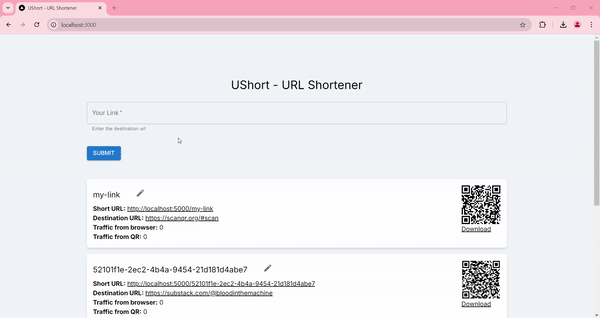 UShort - URL Shortener
localhost:3000
UShort - URL Shortener
Your Link *
Enter the destination url
SUBMIT
my-link
Short URL: http://localhost:5000/my-link
Destination URL: https://scanqr.org/#scan
Traffic from browser: 0
Traffic from QR: 0
Download
52101f1e-2ec2-4b4a-9454-21d181d4abe7
Short URL: http://localhost:5000/52101f1e-2ec2-4b4a-9454-21d181d4abe7
Destination URL: https://substack.com/@bloodinthemachine
Traffic from browser: 0
Traffic from QR: 0
Download